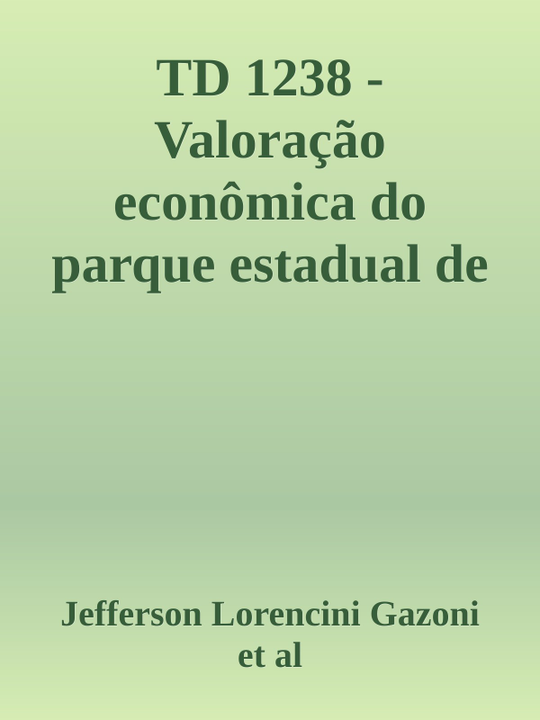 TD 1238 -
Valoração
econômica do
parque estadual de
Jefferson Lorencini Gazoni
et al